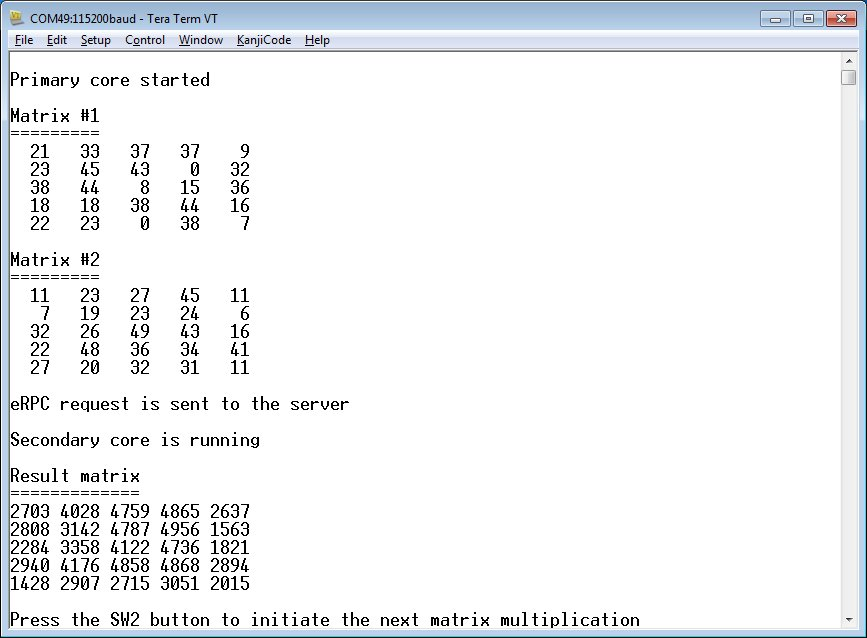 COM49:115200baud - Tera Term VT
File Edit Setup Control Window KanjiCode Help
Primary core started
Matrix #1
=========
21 33 37 37 9
23 45 43 0 32
38 44 8 15 36
18 18 38 44 16
22 23 0 38 7
Matrix #2
=========
11 23 27 45 11
7 19 23 24 6
32 26 49 43 16
22 48 36 34 41
27 20 32 31 11
eRPC request is sent to the server
Secondary core is running
Result matrix
=============
2703 4028 4759 4865 2637
2808 3142 4787 4956 1563
2284 3358 4122 4736 1821
2940 4176 4858 4868 2894
1428 2907 2715 3051 2015
Press the SW2 button to initiate the next matrix multiplication